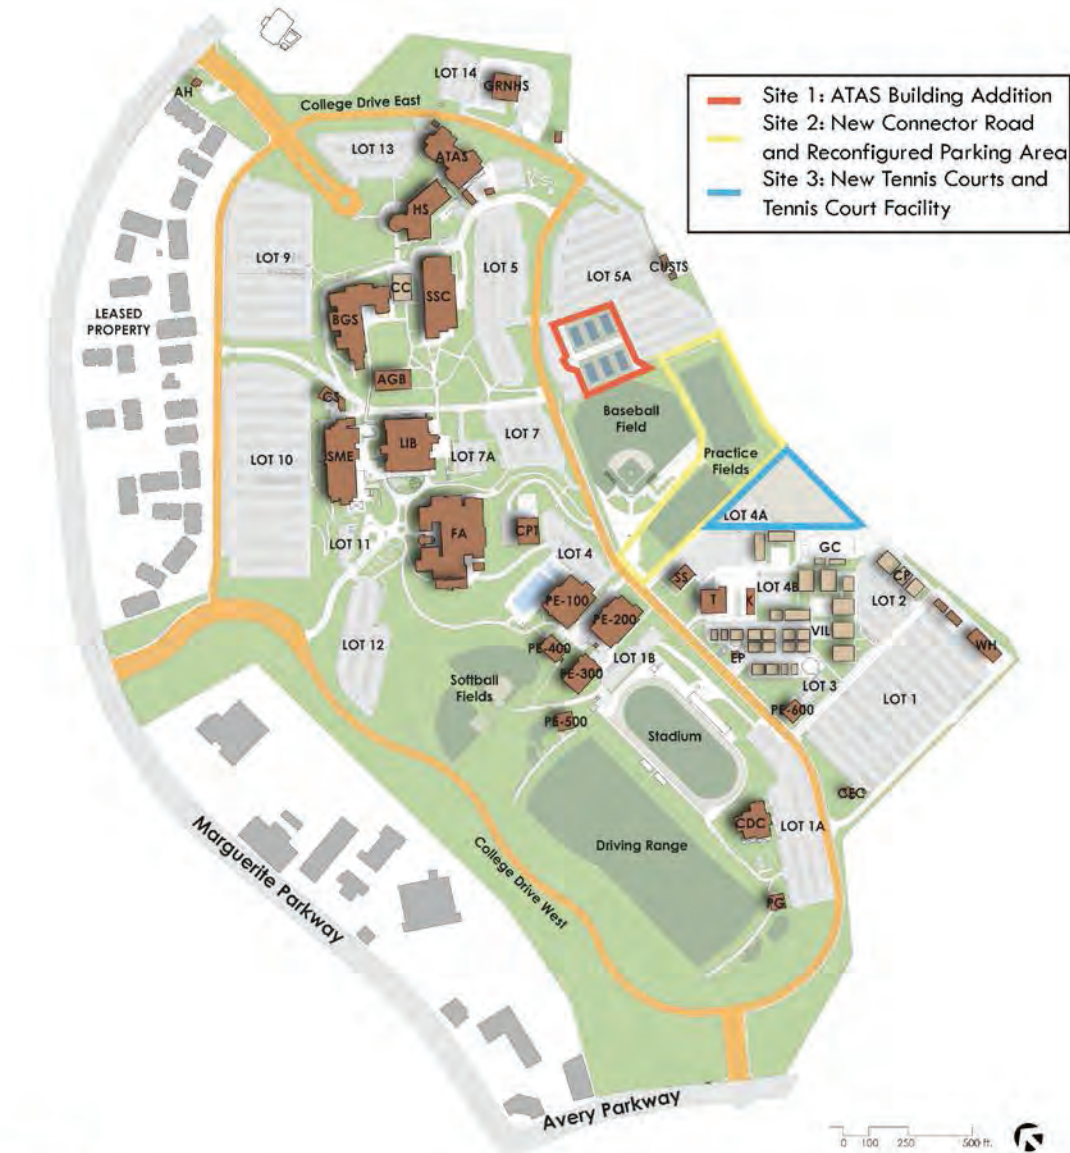 LOT 14
GRNHS
AH
College Drive East
Site 1: ATAS Building Addition
Site 2: New Connector Road
and Reconfigured Parking Area
Site 3: New Tennis Courts and
Tennis Court Facility
LOT 13
ATAS
HS
LOT 9
LOT 5
LOT 5A
CUSTS
CC
SSC
BGS
LEASED
PROPERTY
AGB
Baseball
Field
LOT 7
LIB
SME
LOT 7A
LOT 10
Practice
Fields
LOT 4A
FA
CPT
LOT 11
LOT 4
GC
SS
LOT 4B
LOT 2
T
K
PE-100
PE-200
VIL
WH
LOT 12
PE-400
LOT 1B
EP
PE-300
LOT 3
Softball
Fields
LOT 1
PE-500
PE-600
Stadium
CDC
LOT 1A
Driving Range
Marguerite Parkway
College Drive West
PG
Avery Parkway
0 100 250 500 ft.